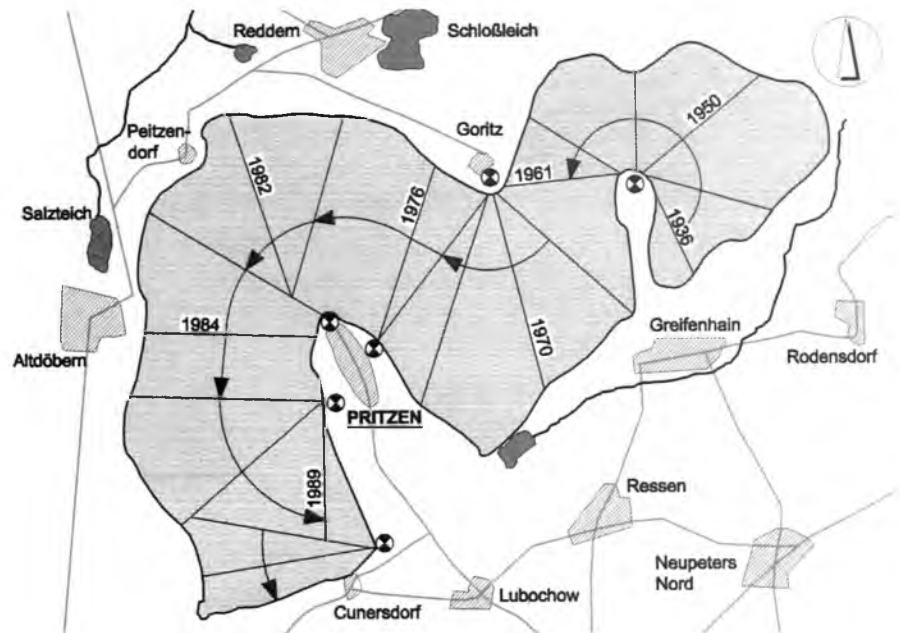 Reddern
Schloßleich
Peitzen-
dorf
Goritz
1950
1961
1982
1976
1936
Salzteich
1984
1970
Greifenhain
Rodensdorf
Altdöbern
PRITZEN
1989
Ressen
Neupeters
Nord
Lubochow
Cunersdorf